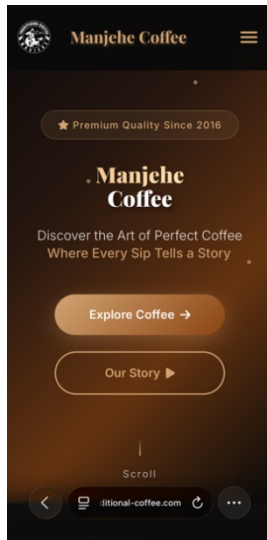 Manjehe Coffee
Premium Quality Since 2016
Manjehe
Coffee
Discover the Art of Perfect Coffee
Where Every Sip Tells a Story
Explore Coffee →
Our Story ▶
Scroll
ditional-coffee.com